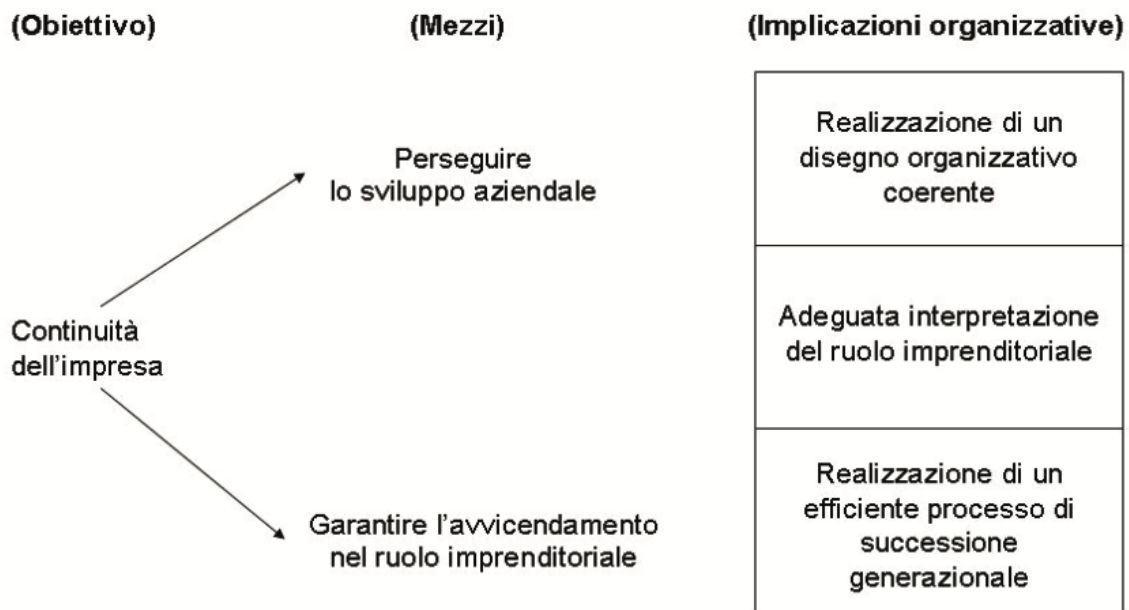 (Obiettivo)
(Mezzi)
(Implicazioni organizzative)
Perseguire
lo sviluppo aziendale
Realizzazione di un
disegno organizzativo
coerente
Continuità
dell'impresa
Adeguata interpretazione
del ruolo imprenditoriale
Garantire l'avvicendamento
nel ruolo imprenditoriale
Realizzazione di un
efficiente processo di
successione
generazionale